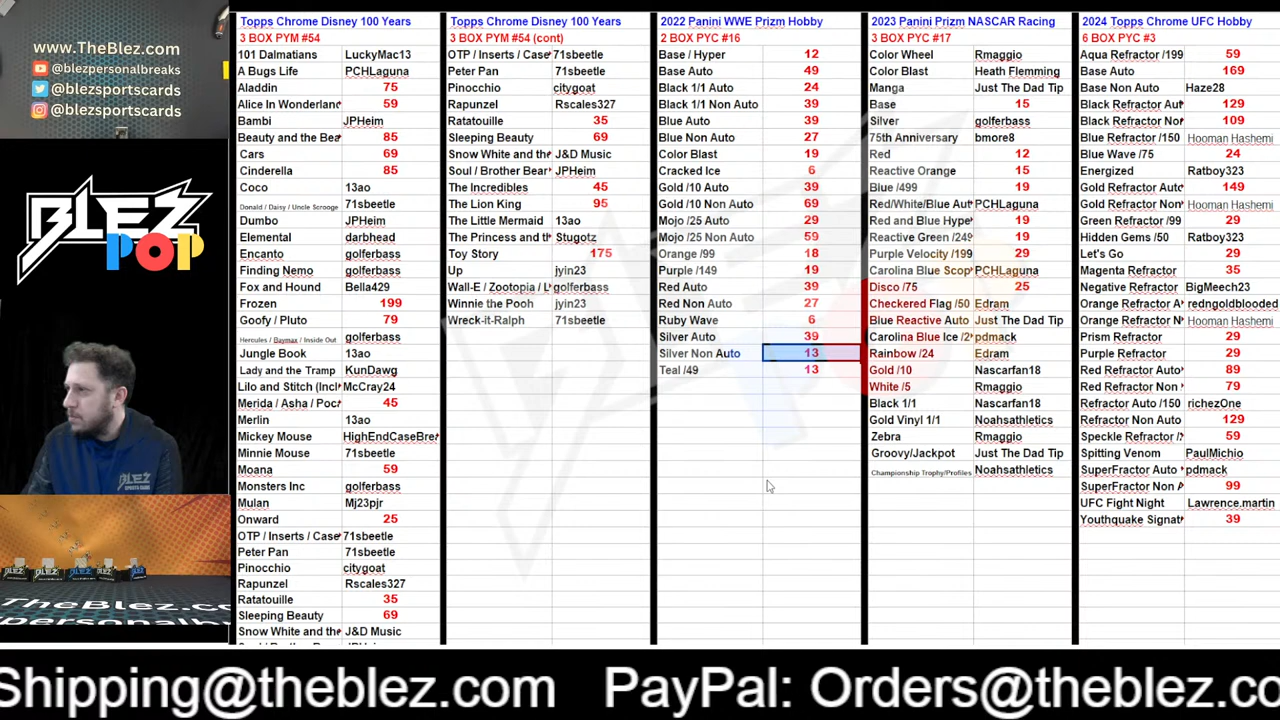 www.TheBlez.com
@blezpersonalbreaks
@blezsportscards
BLEZ
POP
TheBlez.co
personalb
Topps Chrome Disney 100 Years
3 BOX PYM #54
101 Dalmatians LuckyMac13
A Bugs Life PCHLaguna
Aladdin 75
Alice In Wonderland 59
Bambi JPHeim
Beauty and the Bea 85
Cars 69
Cinderella 85
Coco 13ao
Donald / Daisy / Uncle Scrooge 71sbeetle
Dumbo JPHeim
Elemental darbhead
Encanto golferbass
Finding Nemo golferbass
Fox and Hound Bella429
Frozen 199
Goofy / Pluto 79
Hercules / Baymax / Inside Out golferbass
Jungle Book 13ao
Lady and the Tramp KunDawg
Lilo and Stitch (Incl McCray24
Merida / Asha / Poc 45
Merlin 13ao
Mickey Mouse HighEndCaseBre
Minnie Mouse 71sbeetle
Moana 59
Monsters Inc golferbass
Mulan Mj23pjr
Onward 25
OTP / Inserts / Case 71sbeetle
Peter Pan 71sbeetle
Pinocchio citygoat
Rapunzel Rscales327
Ratatouille 35
Sleeping Beauty 69
Snow White and the J&D Music
Topps Chrome Disney 100 Years
3 BOX PYM #54 (cont)
OTP / Inserts / Case 71sbeetle
Peter Pan 71sbeetle
Pinocchio citygoat
Rapunzel Rscales327
Ratatouille 35
Sleeping Beauty 69
Snow White and th J&D Music
Soul / Brother Bear JPHeim
The Incredibles 45
The Lion King 95
The Little Mermaid 13ao
The Princess and th Stugotz
Toy Story 175
Up jyin23
Wall-E / Zootopia / L golferbass
Winnie the Pooh jyin23
Wreck-it-Ralph 71sbeetle
2022 Panini WWE Prizm Hobby
2 BOX PYC #16
Base / Hyper 12
Base Auto 49
Black 1/1 Auto 24
Black 1/1 Non Auto 39
Blue Auto 39
Blue Non Auto 27
Color Blast 19
Cracked Ice 6
Gold /10 Auto 39
Gold /10 Non Auto 69
Mojo /25 Auto 29
Mojo /25 Non Auto 59
Orange /99 18
Purple /149 19
Red Auto 39
Red Non Auto 27
Ruby Wave 6
Silver Auto 39
Silver Non Auto 13
Teal /49 13
2023 Panini Prizm NASCAR Racing
3 BOX PYC #17
Color Wheel Rmaggio
Color Blast Heath Flemming
Manga Just The Dad Tip
Base 15
Silver golferbass
75th Anniversary bmore8
Red 12
Reactive Orange 15
Blue /499 19
Red/White/Blue Aut PCHLaguna
Red and Blue Hype 19
Reactive Green /249 19
Purple Velocity /199 29
Carolina Blue Scop PCHLaguna
Disco /75 25
Checkered Flag /50 Edram
Blue Reactive Auto Just The Dad Tip
Carolina Blue Ice /2 pdmack
Rainbow /24 Edram
Gold /10 Nascarfan18
White /5 Rmaggio
Black 1/1 Nascarfan18
Gold Vinyl 1/1 Noahsathletics
Zebra Rmaggio
Groovy/Jackpot Just The Dad Tip
Championship Trophy/Profiles Noahsathletics
2024 Topps Chrome UFC Hobby
6 BOX PYC #3
Aqua Refractor /199 59
Base Auto 169
Base Non Auto Haze28
Black Refractor Aut 129
Black Refractor No 109
Blue Refractor /150 Hooman Hashemi
Blue Wave /75 24
Energized Ratboy323
Gold Refractor Aut 149
Gold Refractor Non Hooman Hashemi
Green Refractor /99 29
Hidden Gems /50 Ratboy323
Let's Go 29
Magenta Refractor 35
Negative Refractor BigMeech23
Orange Refractor A redngoldblooded
Orange Refractor N Hooman Hashemi
Prism Refractor 29
Purple Refractor 29
Red Refractor Auto 89
Red Refractor Non 79
Refractor Auto /150 richezOne
Refractor Non Auto 129
Speckle Refractor /2 59
Spitting Venom PaulMichio
SuperFractor Auto pdmack
SuperFractor Non A 99
UFC Fight Night Lawrence.martin
Youthquake Signat 39
Shipping@theblez.com PayPal: Orders@theblez.co